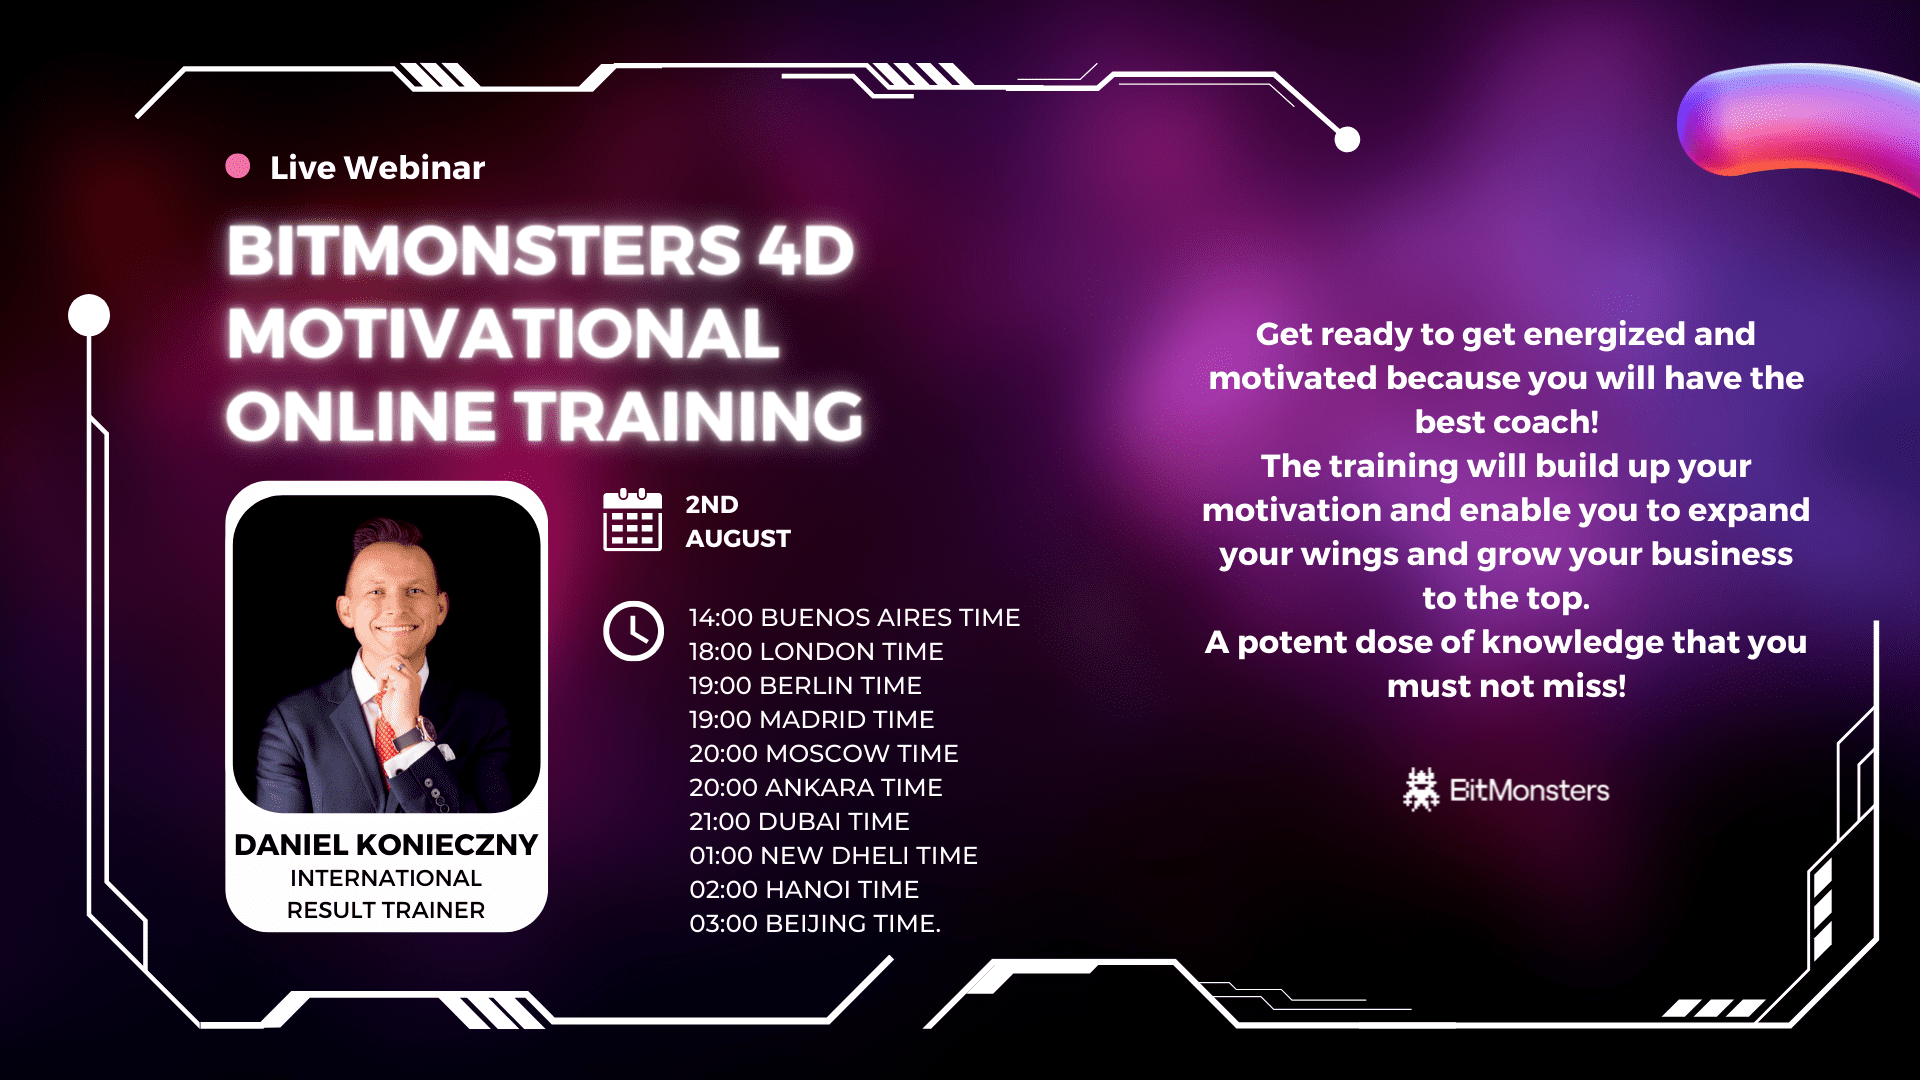 Live Webinar
BITMONSTERS 4D
MOTIVATIONAL
ONLINE TRAINING
DANIEL KONIECZNY
INTERNATIONAL
RESULT TRAINER
2ND
AUGUST
14:00 BUENOS AIRES TIME
18:00 LONDON TIME
19:00 BERLIN TIME
19:00 MADRID TIME
20:00 MOSCOW TIME
20:00 ANKARA TIME
21:00 DUBAI TIME
01:00 NEW DHELI TIME
02:00 HANOI TIME
03:00 BEIJING TIME.
Get ready to get energized and
motivated because you will have the
best coach!
The training will build up your
motivation and enable you to expand
your wings and grow your business
to the top.
A potent dose of knowledge that you
must not miss!
BitMonsters